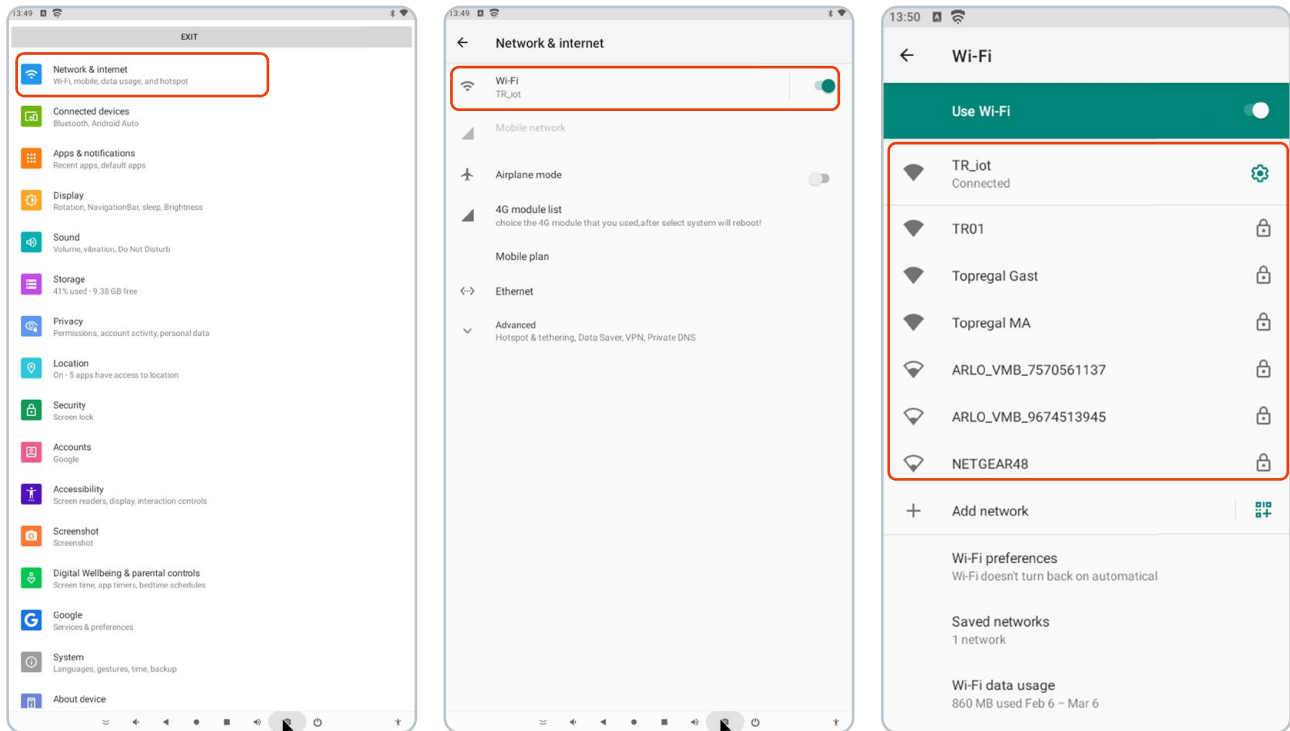 13:49
EXIT
Network & internet
Wi-Fi, mobile, data usage, and hotspot
Connected devices
Bluetooth, Android Auto
Apps & notifications
Recent apps, default apps
Display
Rotation, NavigationBar, sleep, Brightness
Sound
Volume, vibration, Do Not Disturb
Storage
41% used - 9.38 GB free
Privacy
Permissions, account activity, personal data
Location
On - 5 apps have access to location
Security
Screen lock
Accounts
Google
Accessibility
Screen readers, display, interaction controls
Screenshot
Screenshot
Digital Wellbeing & parental controls
Screen time, app timers, bedtime schedules
Google
Services & preferences
System
Languages, gestures, time, backup
About device
13:49
Network & internet
Wi-Fi
TR_iot
Mobile network
Airplane mode
4G module list
choice the 4G module that you used,after select system will reboot!
Mobile plan
Ethernet
Advanced
Hotspot & tethering, Data Saver, VPN, Private DNS
13:50
Wi-Fi
Use Wi-Fi
TR_iot
Connected
TR01
Topregal Gast
Topregal MA
ARLO_VMB_7570561137
ARLO_VMB_9674513945
NETGEAR48
Add network
Wi-Fi preferences
Wi-Fi doesn't turn back on automatical
Saved networks
1 network
Wi-Fi data usage
860 MB used Feb 6 – Mar 6